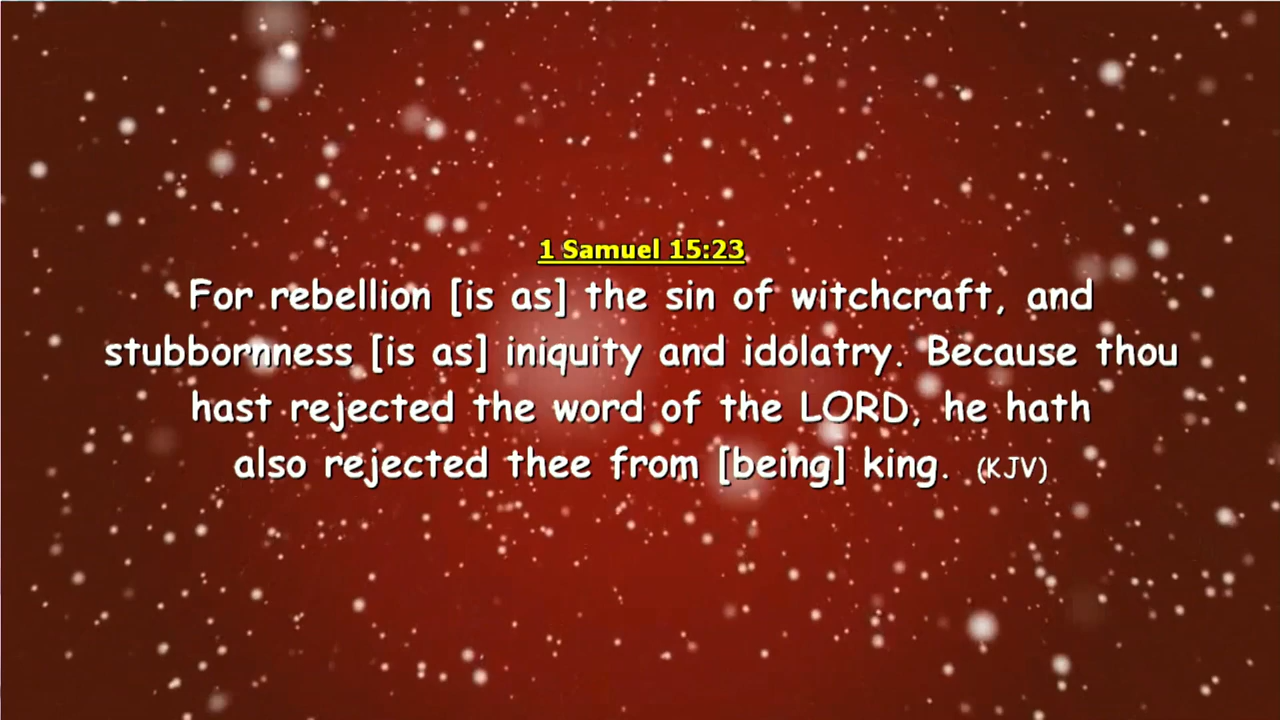 1 Samuel 15:23
For rebellion [is as] the sin of witchcraft, and
stubbornness [is as] iniquity and idolatry. Because thou
hast rejected the word of the LORD, he hath
also rejected thee from [being] king. (KJV)